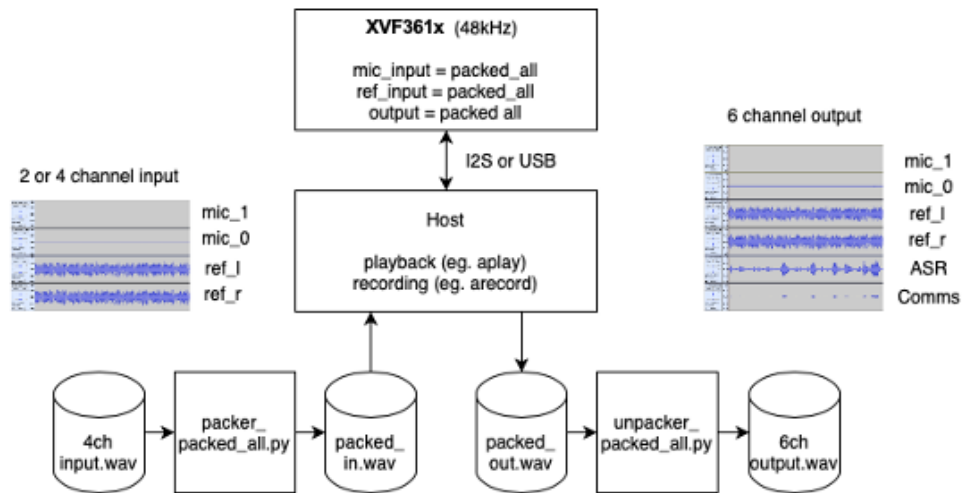 XVF361x (48kHz)
mic_input = packed_all
ref_input = packed_all
output = packed all
I2S or USB
2 or 4 channel input
mic_1
mic_0
ref_l
ref_r
Host
playback (eg. aplay)
recording (eg. arecord)
6 channel output
mic_1
mic_0
ref_l
ref_r
ASR
Comms
4ch
input.wav
packer_
packed_all.py
packed_
in.wav
packed_
out.wav
unpacker_
packed_all.py
6ch
output.wav